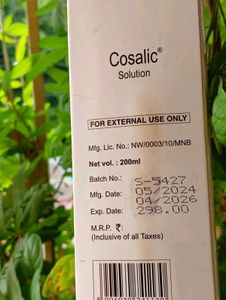 Cosalic®
Solution
FOR EXTERNAL USE ONLY
Mfg. Lic. No.: NW/0003/10/MNB
Net vol. : 200ml
Batch No.: S-5427
Mfg. Date: 05/2024
Exp. Date: 04/2026
M.R.P. ₹: 298.00
(Inclusive of all Taxes)